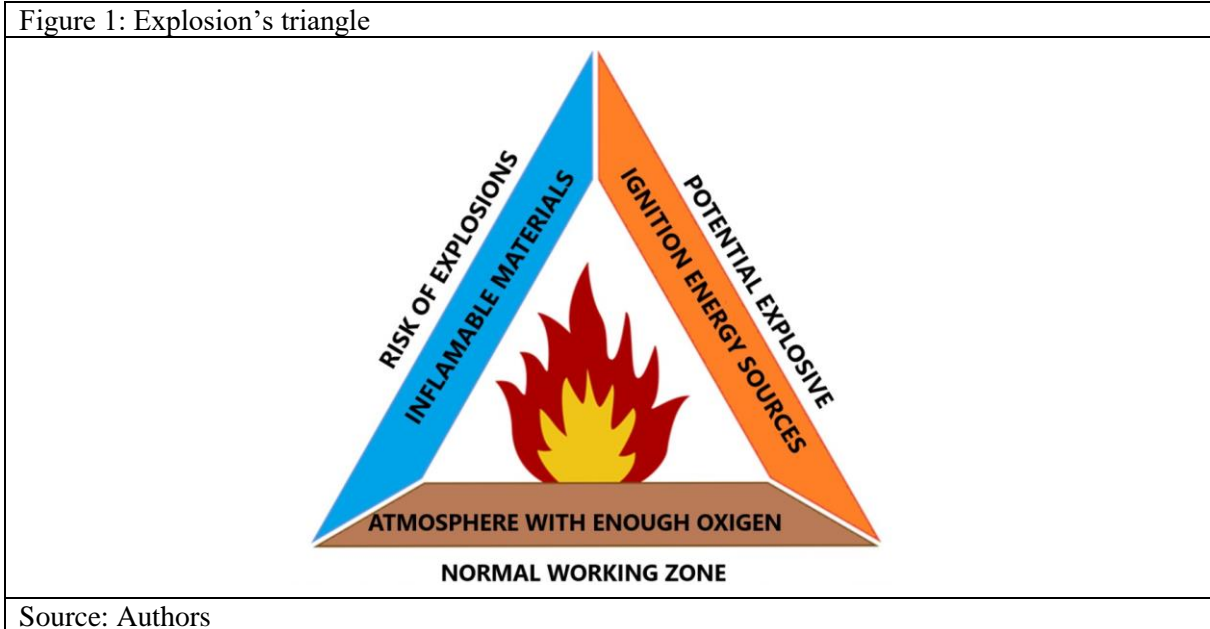 Figure 1: Explosion’s triangle
RISK OF EXPLOSIONS
INFLAMABLE MATERIALS
IGNITION ENERGY SOURCES
POTENTIAL EXPLOSIVE
ATMOSPHERE WITH ENOUGH OXIGEN
NORMAL WORKING ZONE
Source: Authors